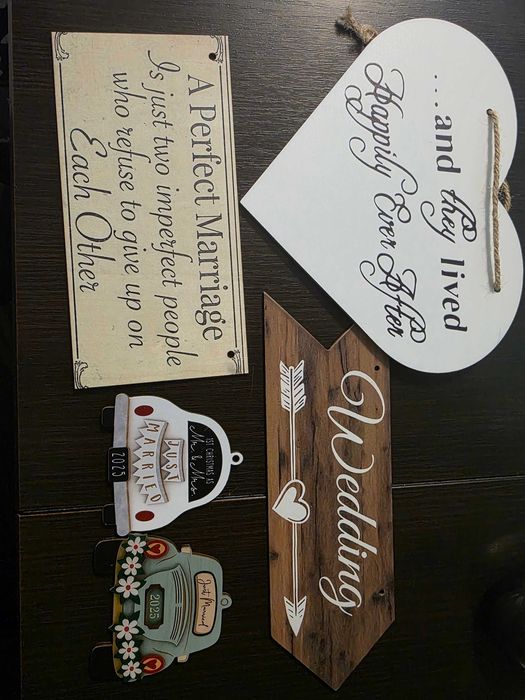 ...and they lived
Happily Ever After
A Perfect Marriage
Is just two imperfect people
who refuse to give up on
Each Other
Wedding
1ST CHRISTMAS AS
Mr & Mrs
JUST
MARRIED
2025
Just Married
2025